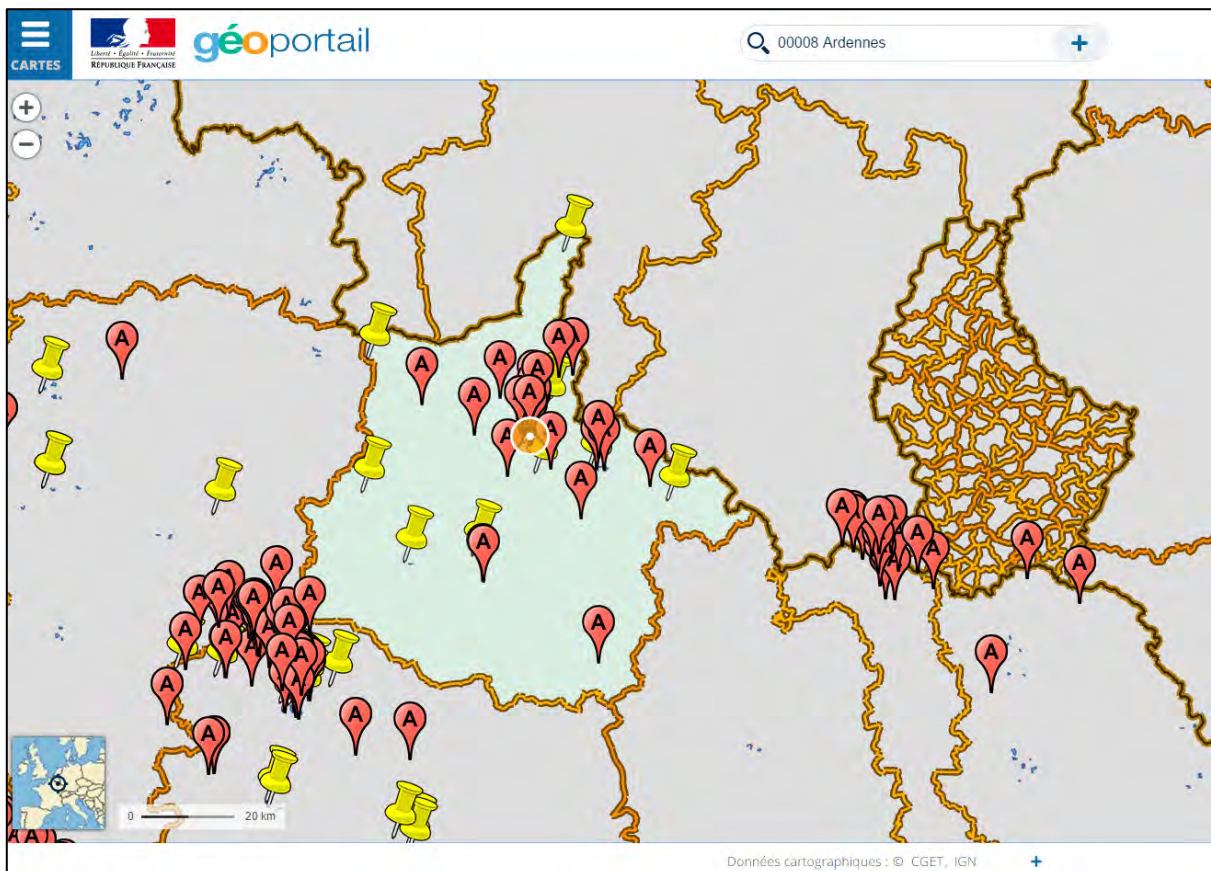 CARTES
Liberté • Égalité • Fraternité
RÉPUBLIQUE FRANÇAISE
géoportail
00008 Ardennes
+
+
−
A A
A A A
A A
A A A A
A
A
A
A
A A A A A
A A A
A A A A
A A A A
A A A A
A
A
A A
A
A
0 20 km
A A
Données cartographiques : © CGET, IGN +